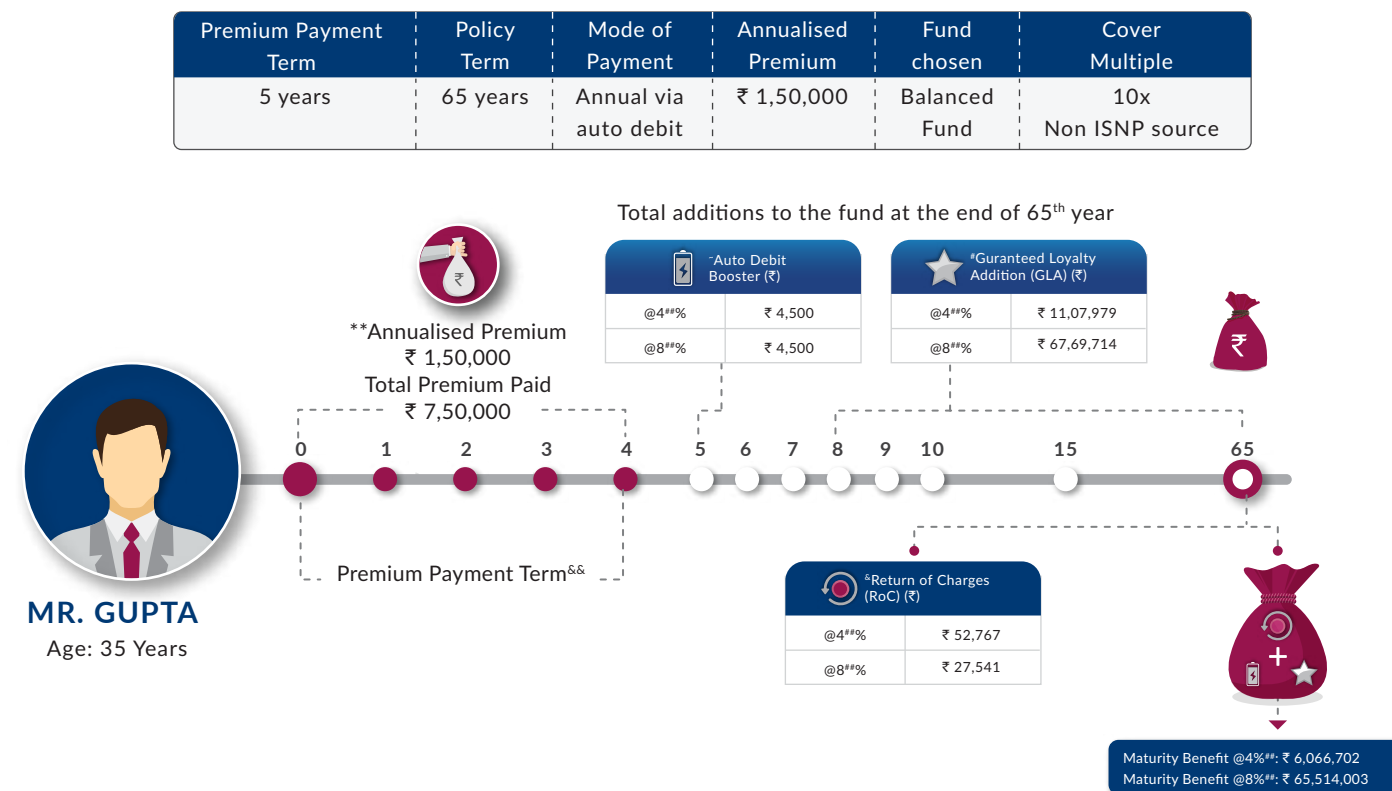 Premium Payment Term
Policy Term
Mode of Payment
Annualised Premium
Fund chosen
Cover Multiple
5 years
65 years
Annual via auto debit
₹ 1,50,000
Balanced Fund
10x Non ISNP source
Total additions to the fund at the end of 65th year
₹
**Annualised Premium
₹ 1,50,000
Total Premium Paid
₹ 7,50,000
~Auto Debit
Booster (₹)
@4##% ₹ 4,500
@8##% ₹ 4,500
#Guranteed Loyalty
Addition (GLA) (₹)
@4##% ₹ 11,07,979
@8##% ₹ 67,69,714
₹
0 1 2 3 4 5 6 7 8 9 10 15 65
Premium Payment Term&&
MR. GUPTA
Age: 35 Years
&Return of Charges
(RoC) (₹)
@4##% ₹ 52,767
@8##% ₹ 27,541
+
Maturity Benefit @4%##: ₹ 6,066,702
Maturity Benefit @8%##: ₹ 65,514,003